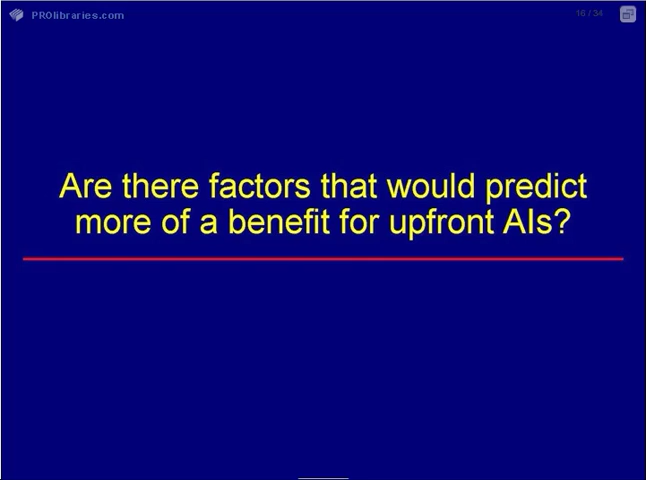 PROlibraries.com
16 / 34
Are there factors that would predict
more of a benefit for upfront AIs?